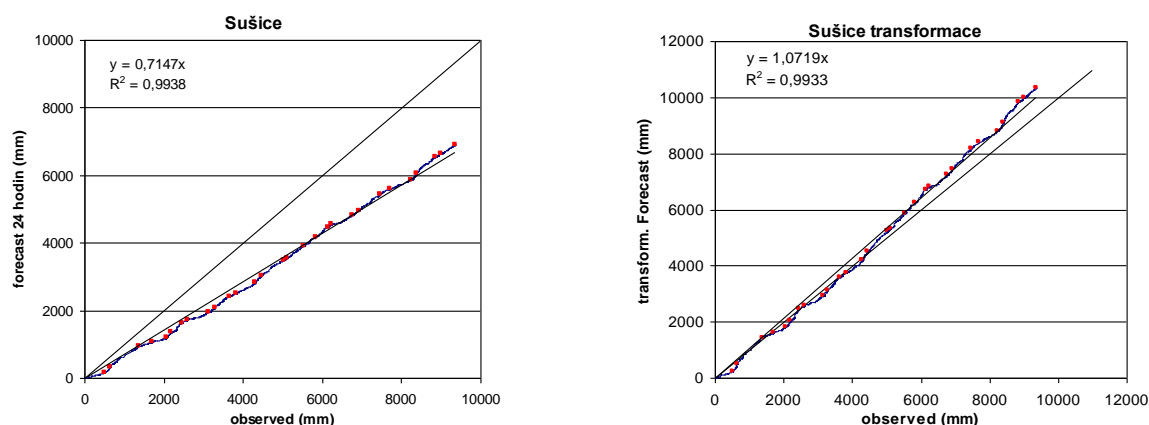 Sušice
y = 0,7147x
R² = 0,9938
10000
8000
6000
4000
2000
0
0 2000 4000 6000 8000 10000
forecast 24 hodin (mm)
observed (mm)
Sušice transformace
y = 1,0719x
R² = 0,9933
12000
10000
8000
6000
4000
2000
0
0 2000 4000 6000 8000 10000 12000
transform. Forecast (mm)
observed (mm)